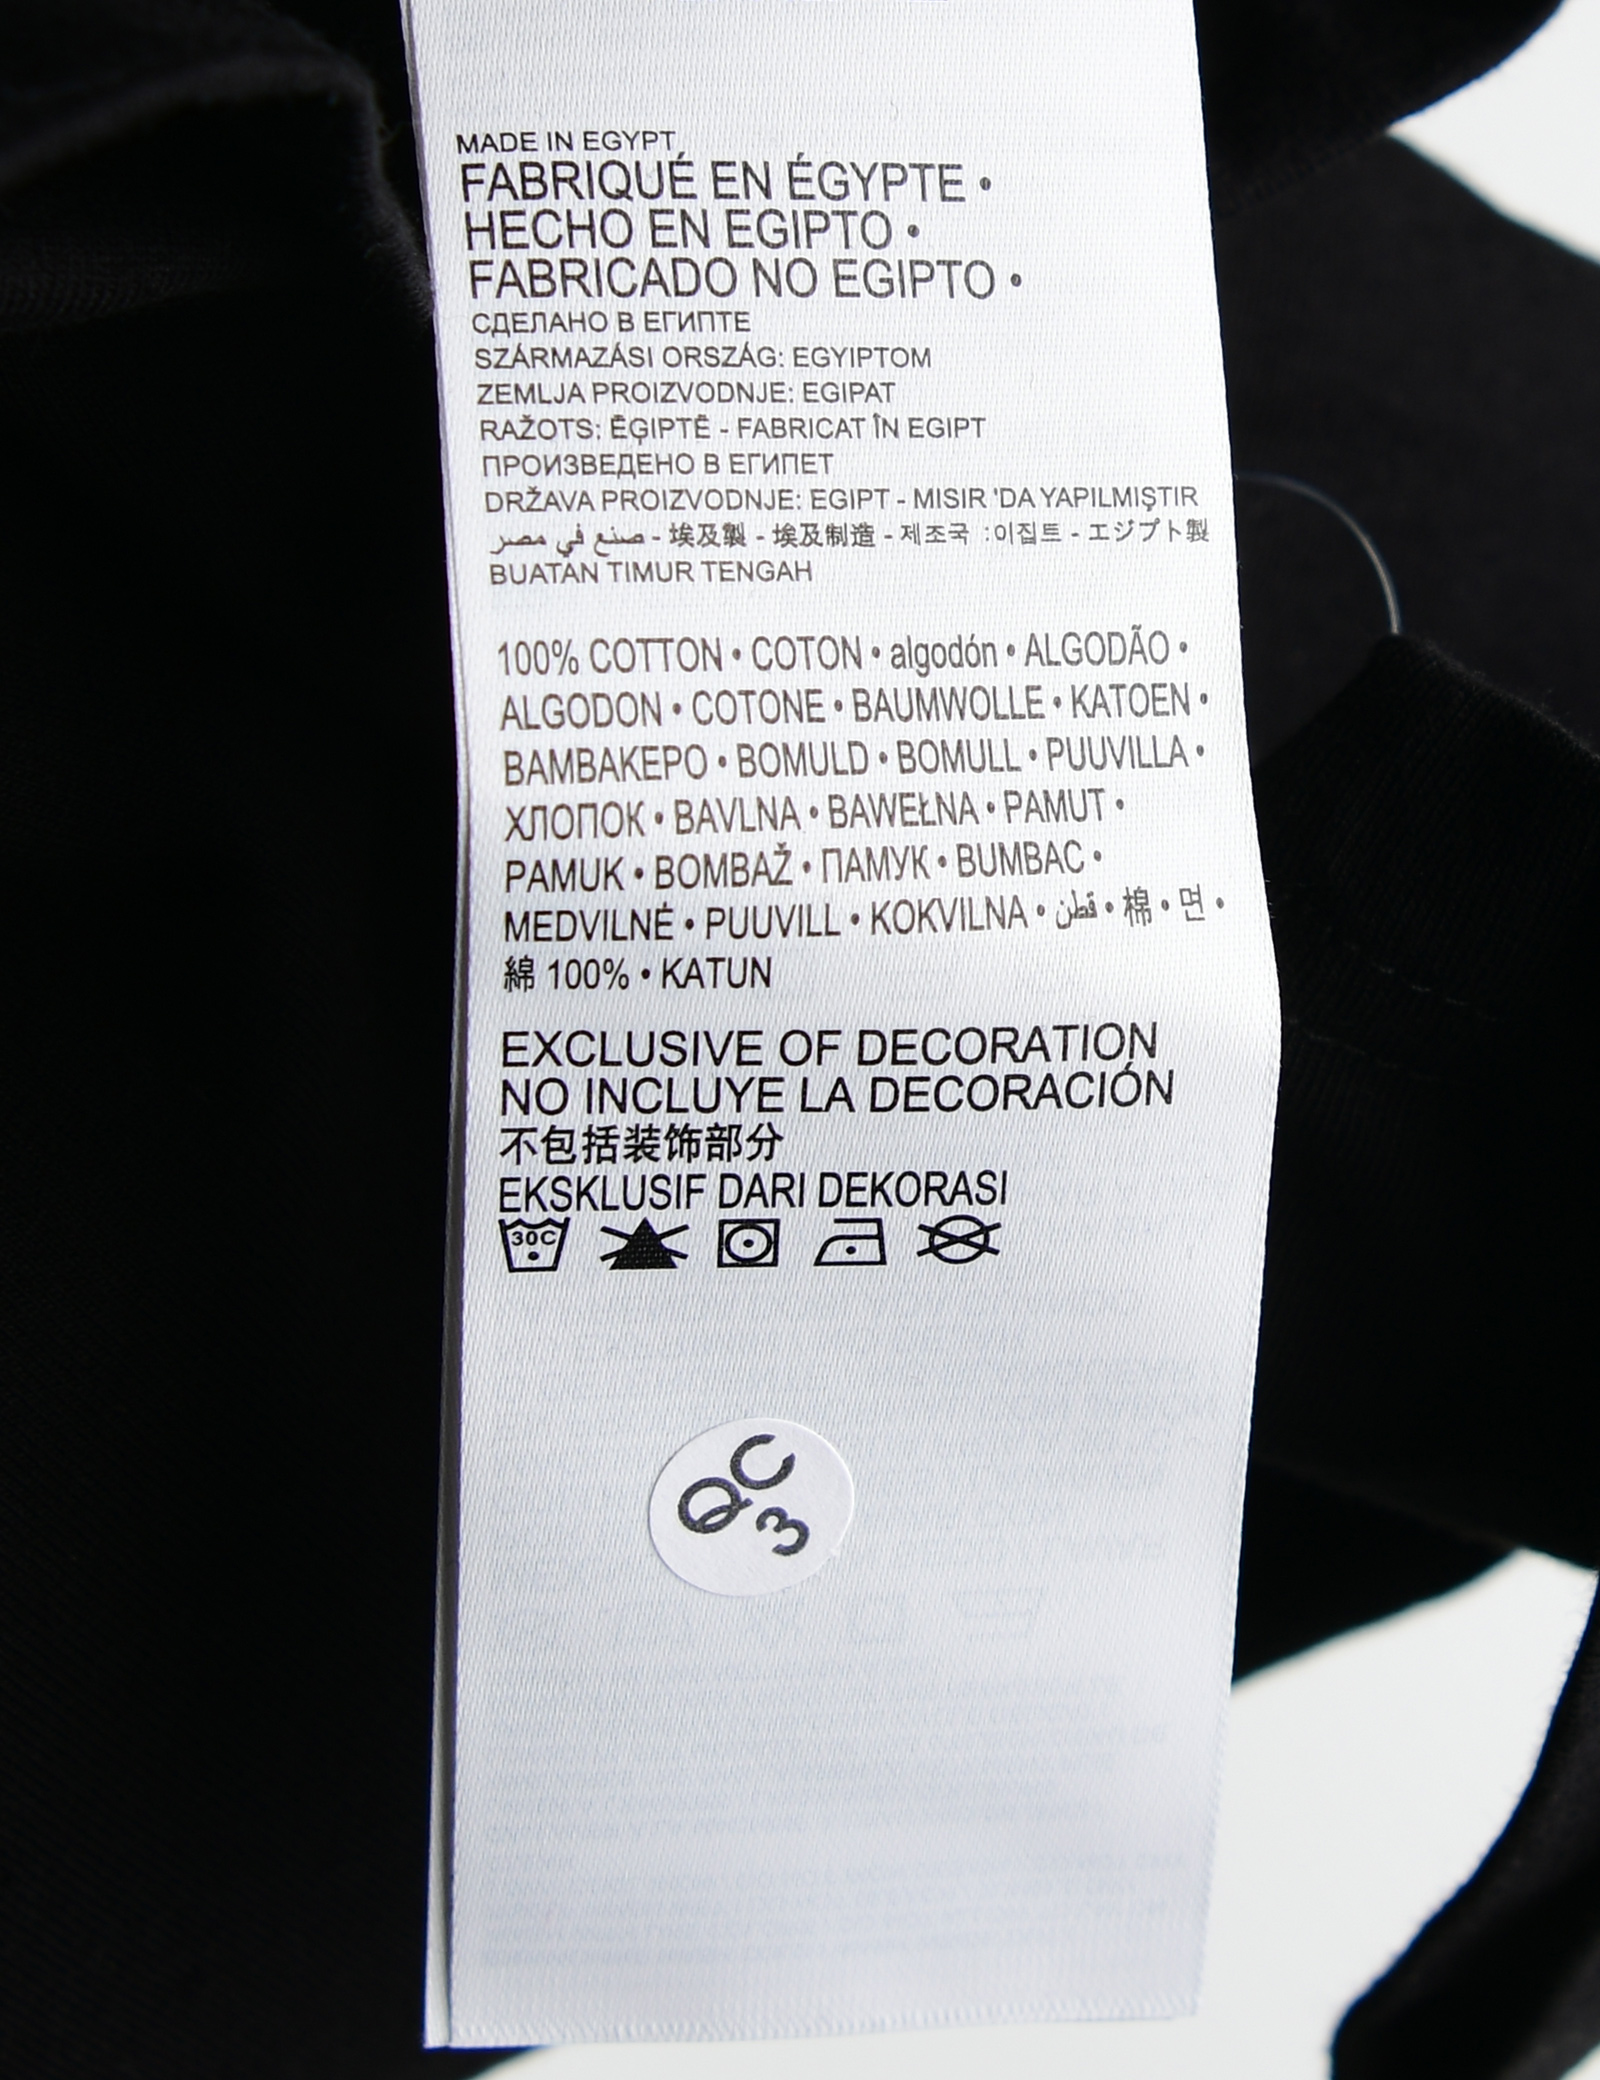 MADE IN EGYPT
FABRIQUÉ EN ÉGYPTE •
HECHO EN EGIPTO •
FABRICADO NO EGIPTO •
СДЕЛАНО В ЕГИПТЕ
SZÁRMAZÁSI ORSZÁG: EGYIPTOM
ZEMLJA PROIZVODNJE: EGIPAT
RAŽOTS: ĒĢIPTĒ - FABRICAT ÎN EGIPT
ПРОИЗВЕДЕНО В ЕГИПЕТ
DRŽAVA PROIZVODNJE: EGIPT - MISIR 'DA YAPILMIŞTIR
صنع في مصر - 埃及製 - 埃及制造 - 제조국 :이집트 - エジプト製
BUATAN TIMUR TENGAH
100% COTTON • COTON • algodón • ALGODÃO •
ALGODON • COTONE • BAUMWOLLE • KATOEN •
BAMBAKEPO • BOMULD • BOMULL • PUUVILLA •
ХЛОПОК • BAVLNA • BAWEŁNA • PAMUT •
PAMUK • BOMBAŽ • ПАМУК • BUMBAC •
MEDVILNĖ • PUUVILL • KOKVILNA • قطن • 棉 • 면 •
綿 100% • KATUN
EXCLUSIVE OF DECORATION
NO INCLUYE LA DECORACIÓN
不包括装饰部分
EKSKLUSIF DARI DEKORASI
30C
QC
3